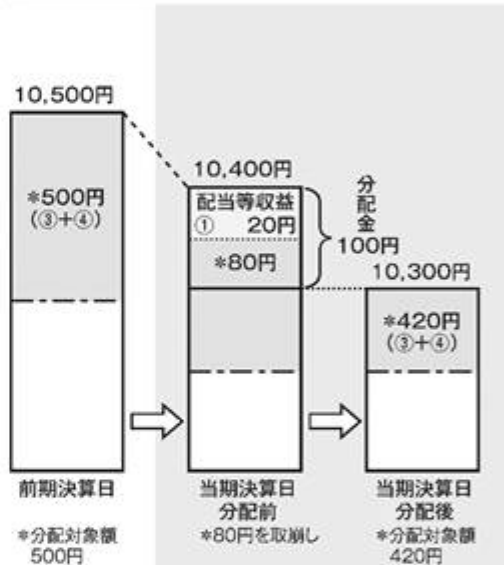 10,500円
*500円
(③+④)
前期決算日
*分配対象額
500円
10,400円
配当等収益
① 20円
*80円
分配金
100円
当期決算日
分配前
*80円を取崩し
10,300円
*420円
(③+④)
当期決算日
分配後
*分配対象額
420円